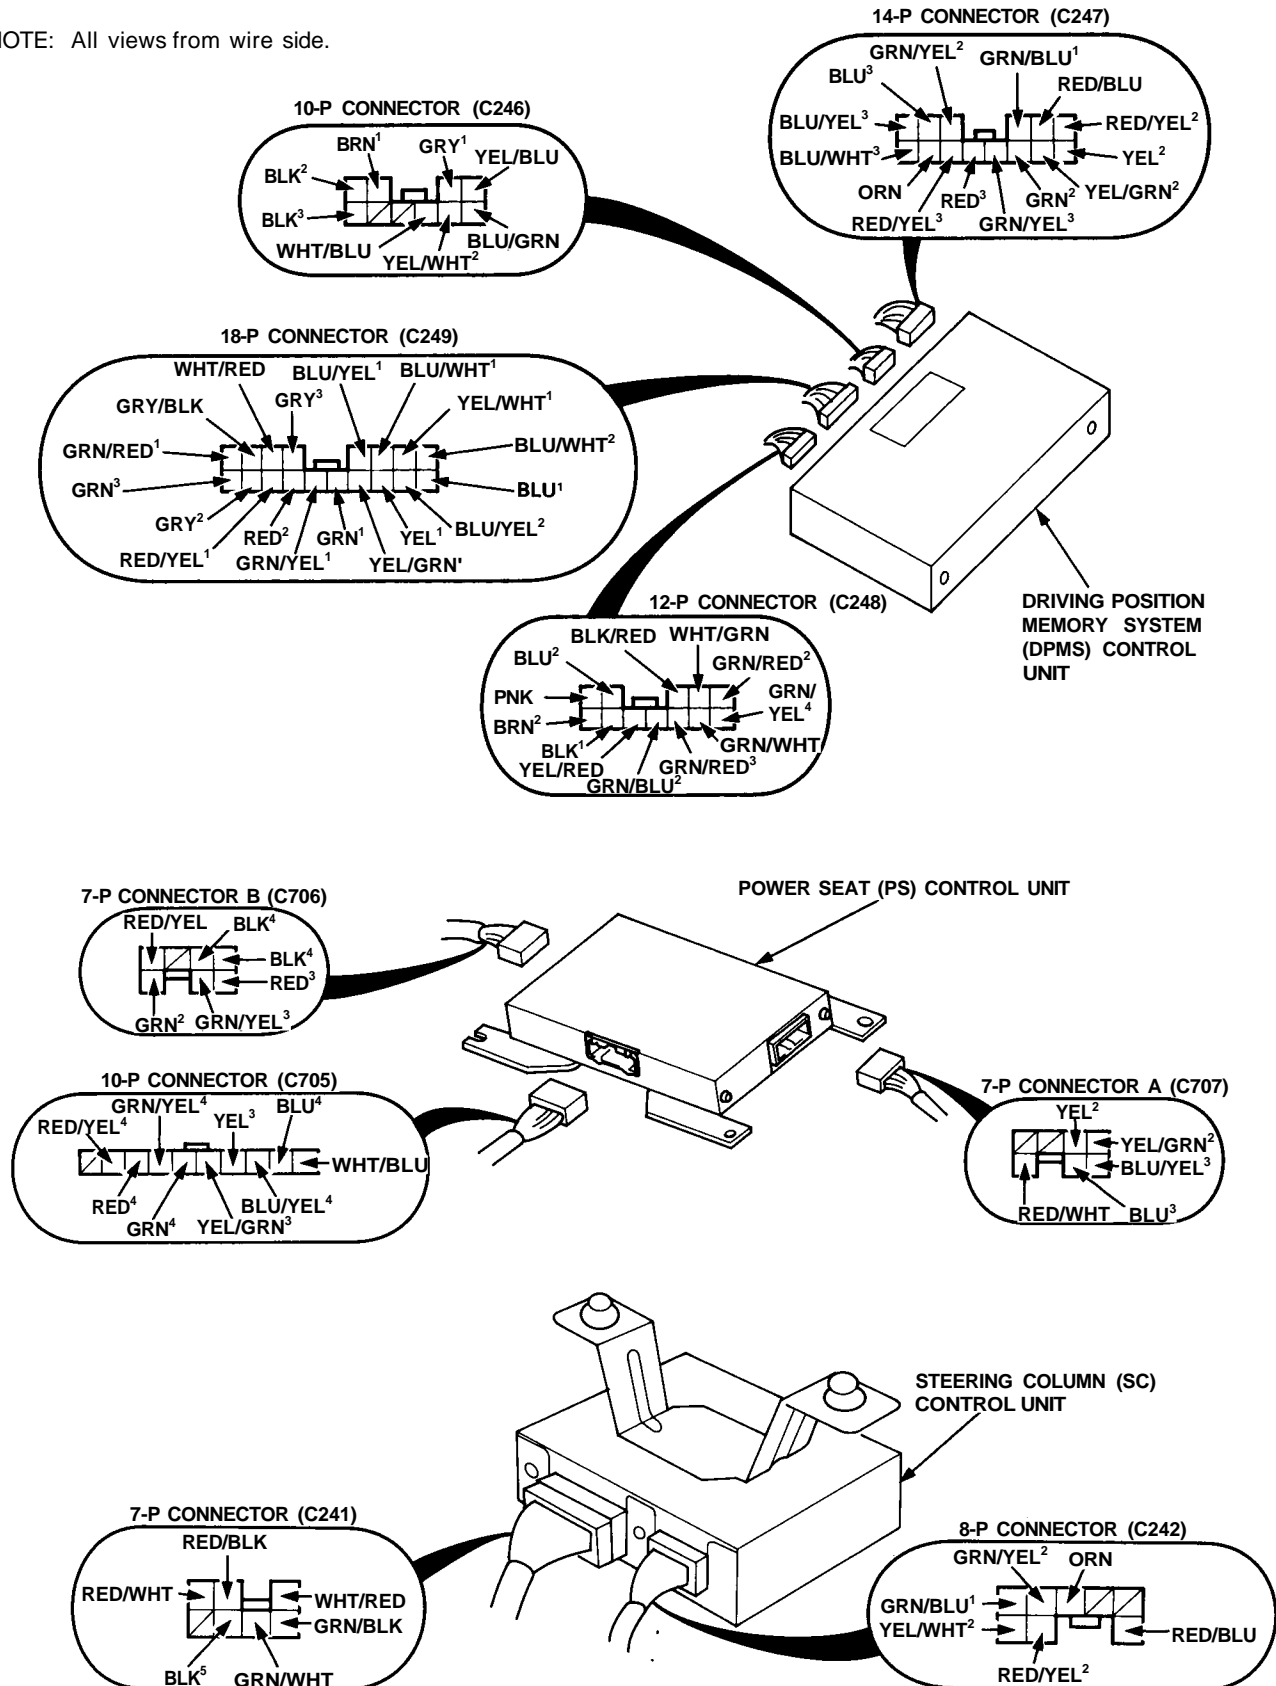 NOTE: All views from wire side.
14-P CONNECTOR (C247)
GRN/YEL² GRN/BLU¹
BLU³ RED/BLU
BLU/YEL³ RED/YEL²
BLU/WHT³ YEL²
ORN RED³ GRN² YEL/GRN²
RED/YEL³ GRN/YEL³
10-P CONNECTOR (C246)
BRN¹ GRY¹ YEL/BLU
BLK²
BLK³
WHT/BLU YEL/WHT² BLU/GRN
18-P CONNECTOR (C249)
WHT/RED BLU/YEL¹ BLU/WHT¹
GRY/BLK GRY³ YEL/WHT¹
GRN/RED¹ BLU/WHT²
GRN³ BLU¹
GRY² RED² GRN¹ YEL¹ BLU/YEL²
RED/YEL¹ GRN/YEL¹ YEL/GRN'
12-P CONNECTOR (C248)
BLK/RED WHT/GRN
BLU² GRN/RED²
PNK GRN/
YEL⁴
BRN²
BLK¹ GRN/WHT
YEL/RED GRN/RED³
GRN/BLU²
DRIVING POSITION
MEMORY SYSTEM
(DPMS) CONTROL
UNIT
7-P CONNECTOR B (C706)
RED/YEL BLK⁴
BLK⁴
RED³
GRN² GRN/YEL³
POWER SEAT (PS) CONTROL UNIT
10-P CONNECTOR (C705)
GRN/YEL⁴ YEL³ BLU⁴
RED/YEL⁴
WHT/BLU
RED⁴ BLU/YEL⁴
GRN⁴ YEL/GRN³
7-P CONNECTOR A (C707)
YEL²
YEL/GRN²
BLU/YEL³
RED/WHT BLU³
STEERING COLUMN (SC)
CONTROL UNIT
7-P CONNECTOR (C241)
RED/BLK
RED/WHT WHT/RED
GRN/BLK
BLK⁵ GRN/WHT
8-P CONNECTOR (C242)
GRN/YEL² ORN
GRN/BLU¹
YEL/WHT² RED/BLU
RED/YEL²